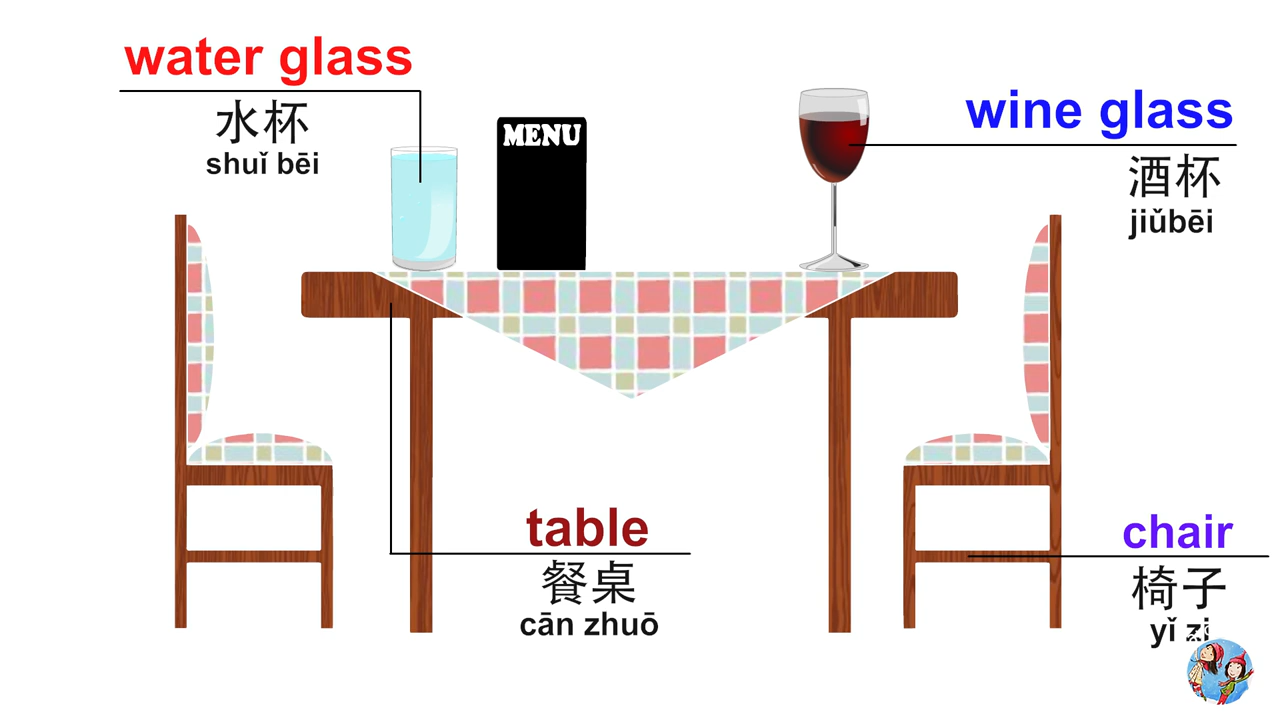 water glass
水杯
shuǐ bēi
MENU
wine glass
酒杯
jiǔbēi
table
餐桌
cān zhuō
chair
椅子
yǐ zi